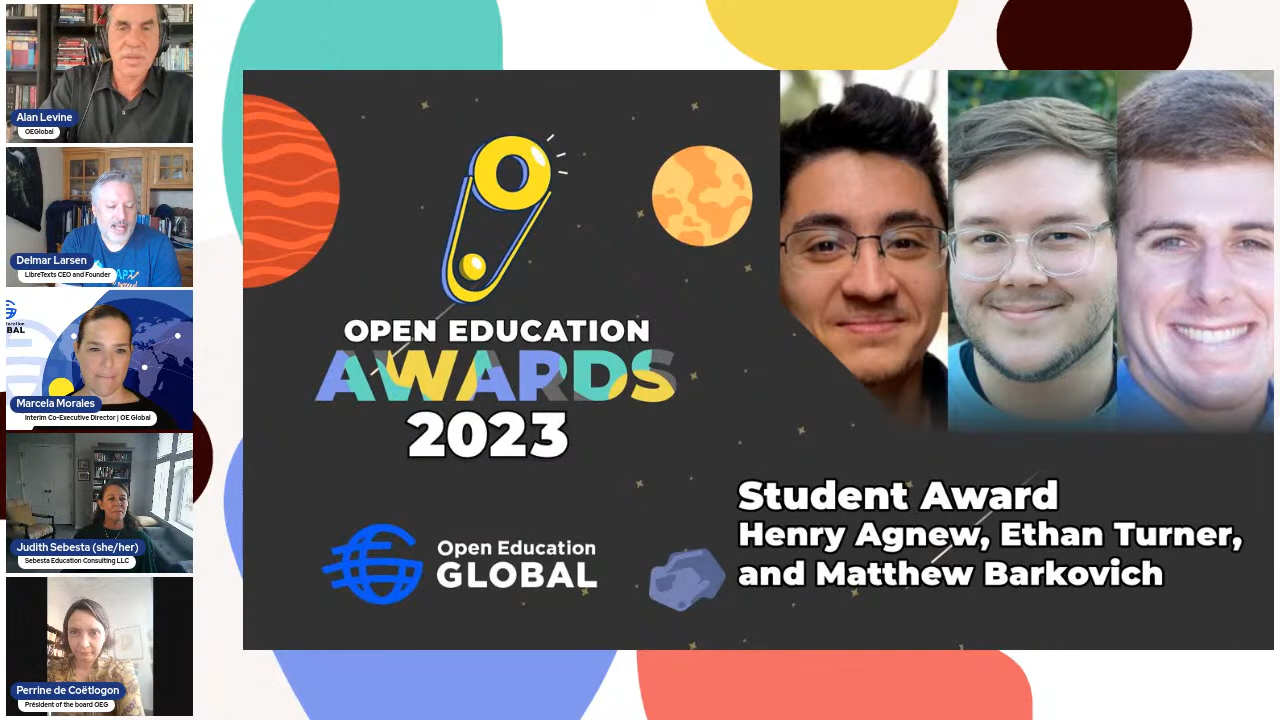 Alan Levine
OEGlobal
Delmar Larsen
LibreTexts CEO and Founder
Marcela Morales
Interim Co-Executive Director | OE Global
Judith Sebesta (she/her)
Sebesta Education Consulting LLC
Perrine de Coëtlogon
Président of the board OEG
OPEN EDUCATION
AWARDS
2023
Open Education
GLOBAL
Student Award
Henry Agnew, Ethan Turner,
and Matthew Barkovich